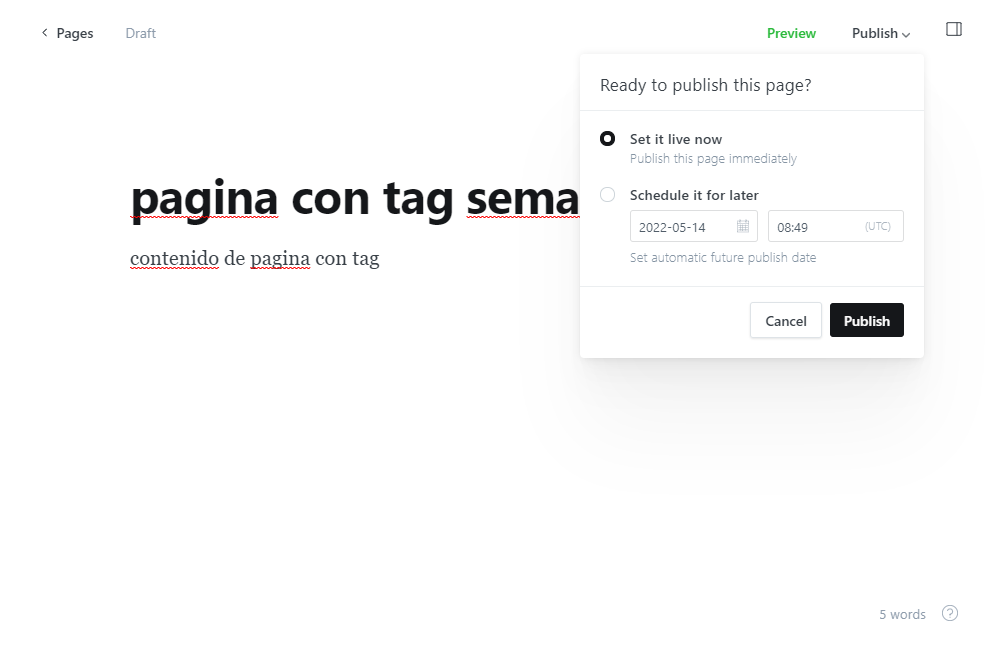 Pages Draft Preview Publish
Ready to publish this page?
Set it live now
Publish this page immediately
Schedule it for later
2022-05-14 08:49 (UTC)
Set automatic future publish date
Cancel Publish
pagina con tag sema
contenido de pagina con tag
5 words ?